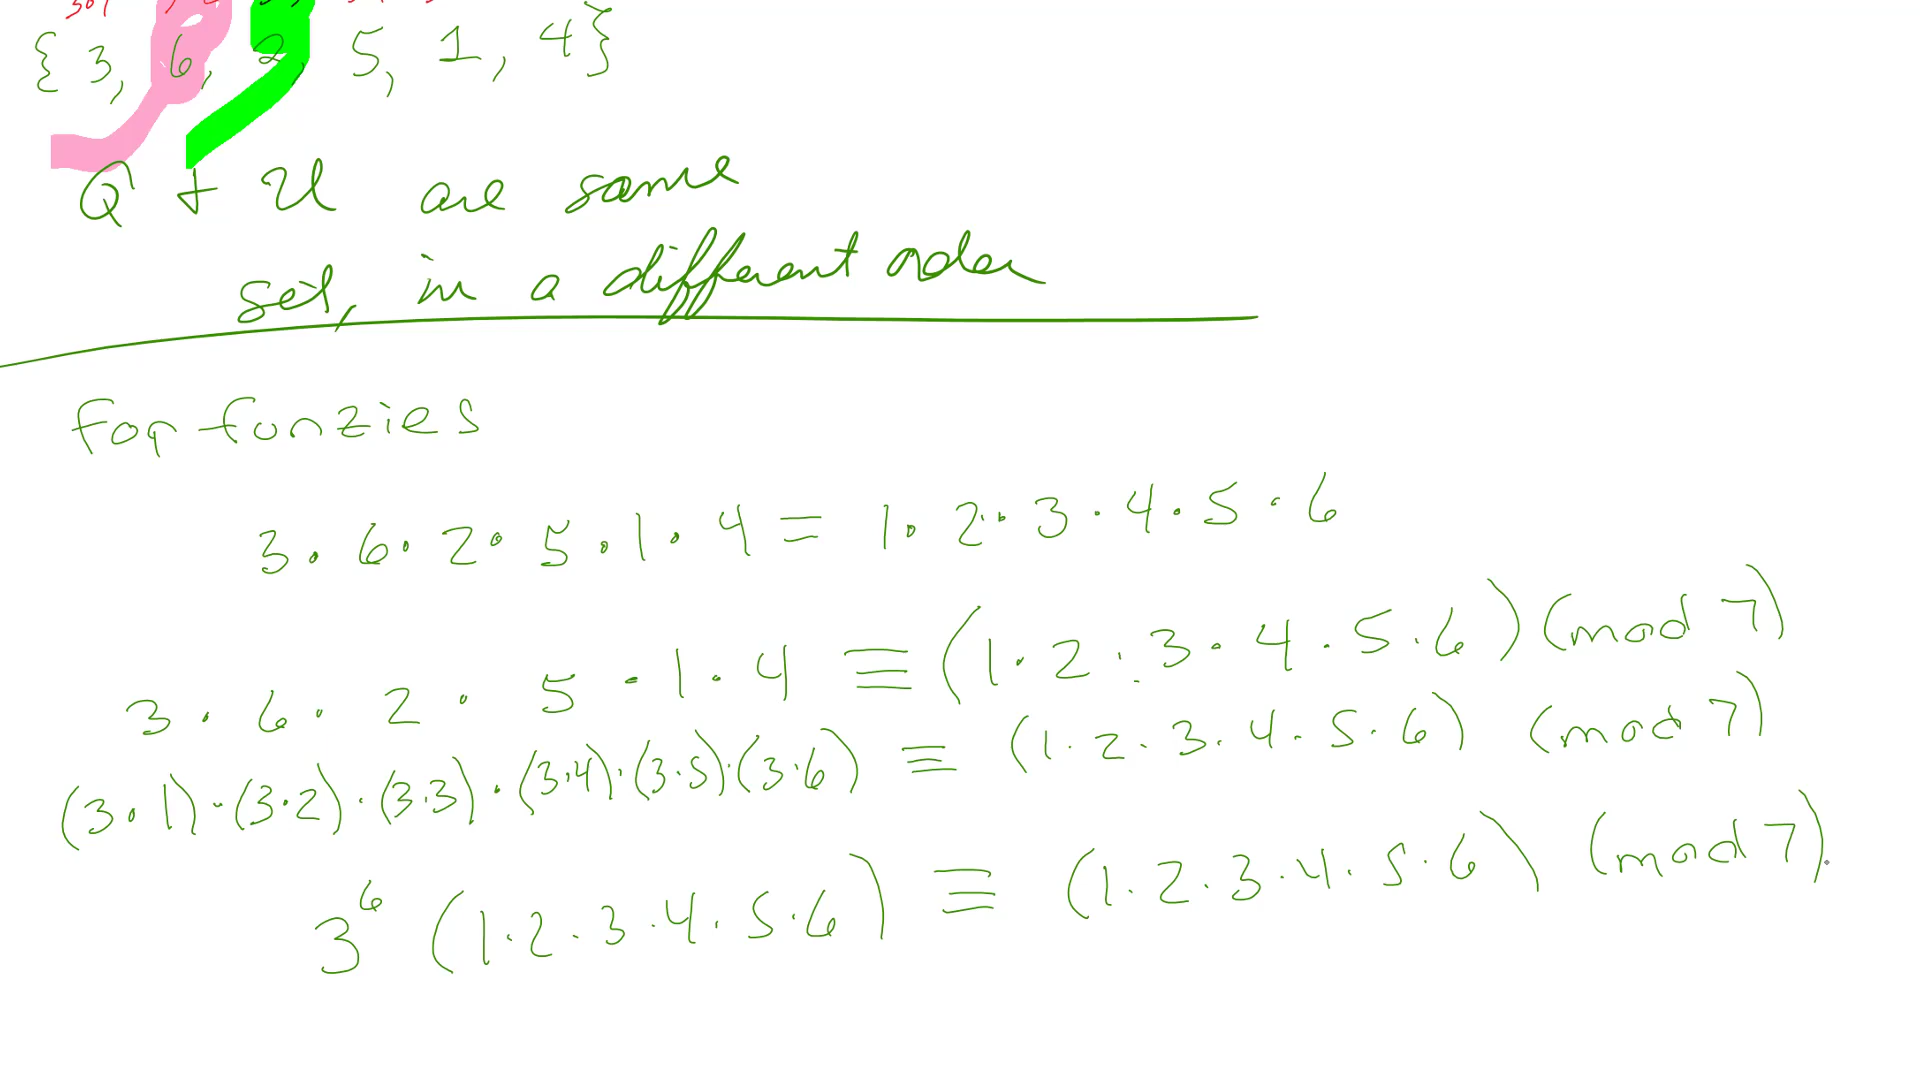 { 3, 6, 2, 5, 1, 4}
Q + U are same
set, in a different order
For funzies
3 · 6 · 2 · 5 · 1 · 4 = 1 · 2 · 3 · 4 · 5 · 6
3 · 6 · 2 · 5 · 1 · 4 ≡ (1 · 2 · 3 · 4 · 5 · 6) (mod 7)
(3 · 1) · (3 · 2) · (3 · 3) · (3 · 4) · (3 · 5) · (3 · 6) ≡ (1 · 2 · 3 · 4 · 5 · 6) (mod 7)
3⁶ (1 · 2 · 3 · 4 · 5 · 6) ≡ (1 · 2 · 3 · 4 · 5 · 6) (mod 7)